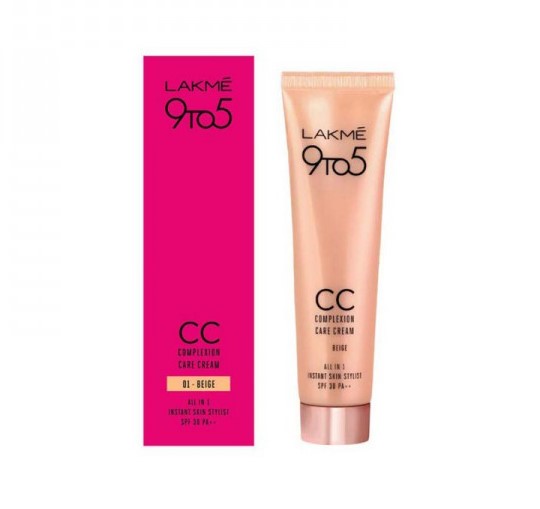 LAKMÉ
9TO5
CC
COMPLEXION
CARE CREAM
01 - BEIGE
ALL IN 1
INSTANT SKIN STYLIST
SPF 30 PA++
LAKMÉ
9TO5
CC
COMPLEXION
CARE CREAM
BEIGE
ALL IN 1
INSTANT SKIN STYLIST
SPF 30 PA++